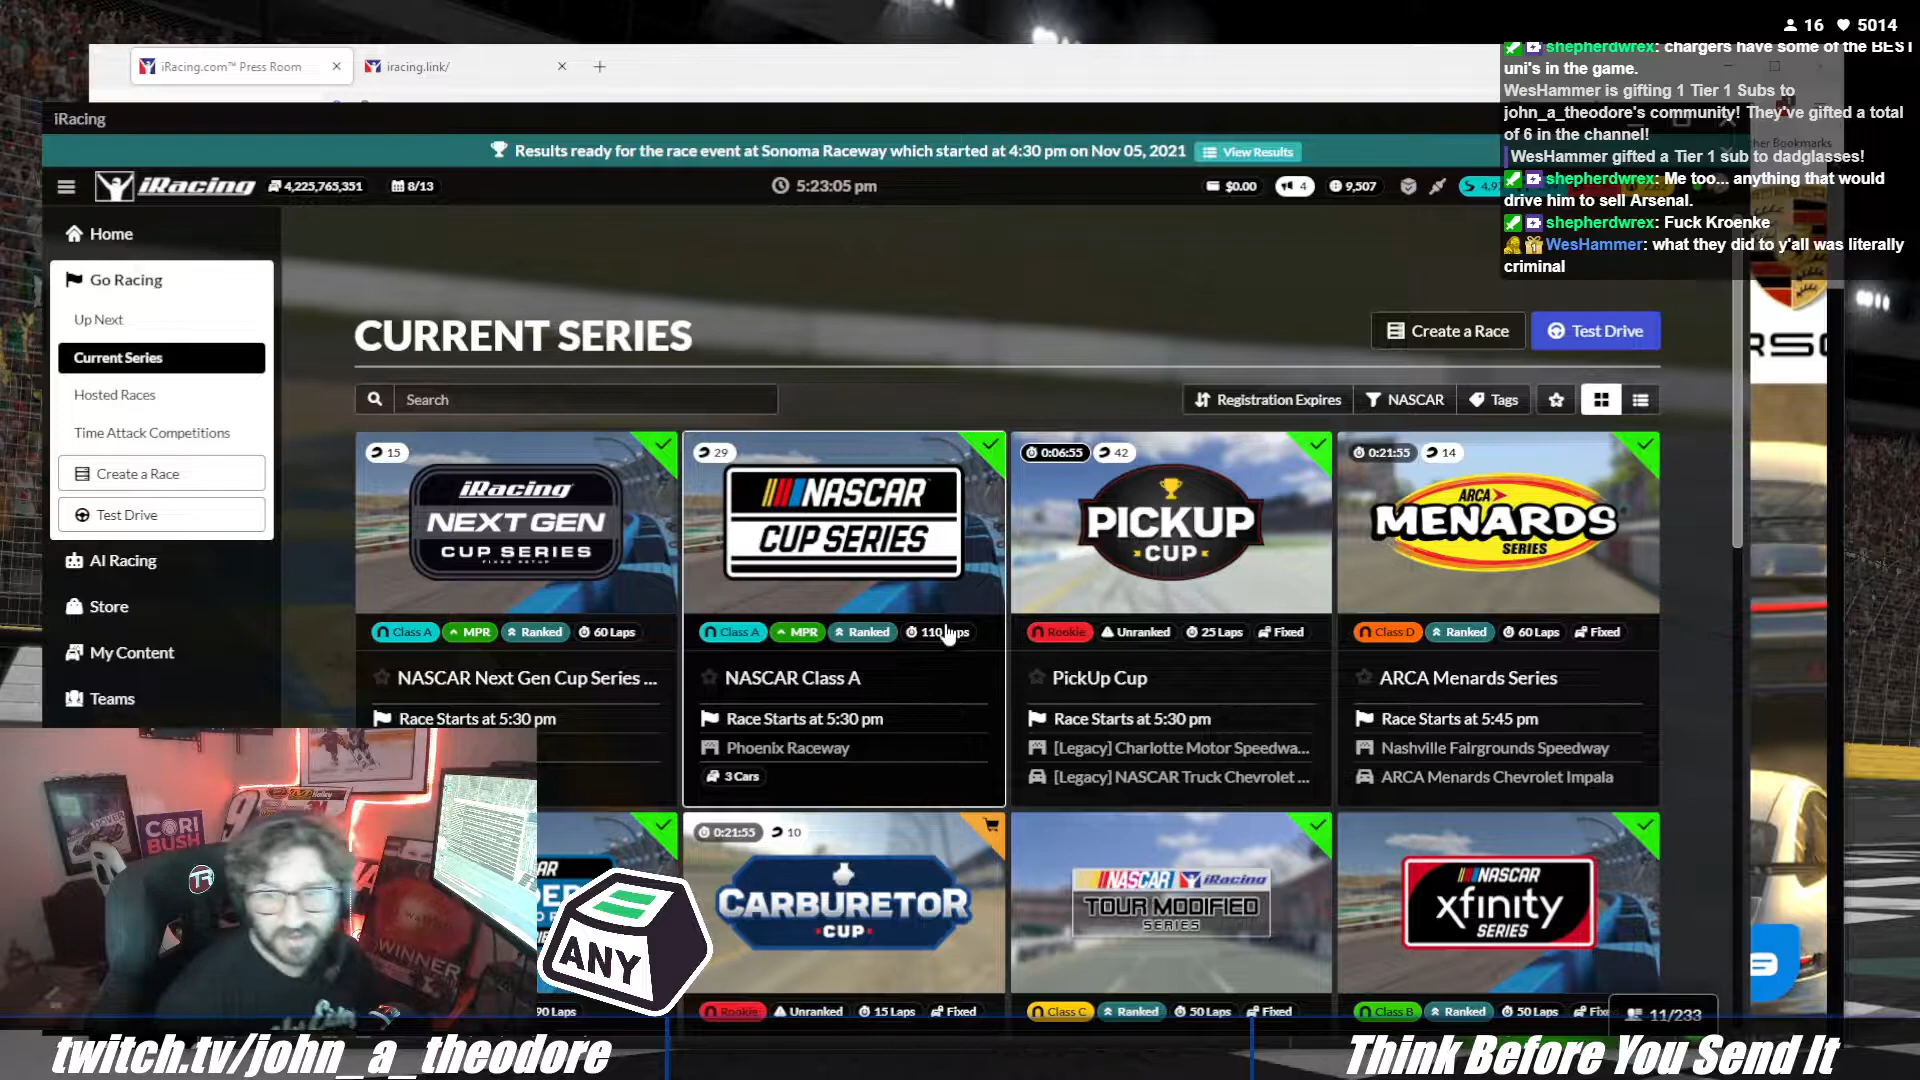 16 5014
iRacing.com™ Press Room
iracing.link/
shepherdwrex: chargers have some of the BEST
uni's in the game.
WesHammer is gifting 1 Tier 1 Subs to
john_a_theodore's community! They've gifted a total
of 6 in the channel!
WesHammer gifted a Tier 1 sub to dadglasses!
shepherdwrex: Me too... anything that would
drive him to sell Arsenal.
shepherdwrex: Fuck Kroenke
WesHammer: what they did to y'all was literally
criminal
iRacing
Results ready for the race event at Sonoma Raceway which started at 4:30 pm on Nov 05, 2021 View Results
her Bookmarks
iRacing 4,225,765,351 8/13 5:23:05 pm $0.00 4 9,507
Home
Go Racing
Up Next
Current Series
Hosted Races
Time Attack Competitions
Create a Race
Test Drive
AI Racing
Store
My Content
Teams
CURRENT SERIES
Create a Race Test Drive
Search
Registration Expires NASCAR Tags
15
iRacing
NEXT GEN
CUP SERIES
FIXED SETUP
Class A MPR Ranked 60 Laps
NASCAR Next Gen Cup Series ...
Race Starts at 5:30 pm
29
NASCAR
CUP SERIES
Class A MPR Ranked 110
NASCAR Class A
Race Starts at 5:30 pm
Phoenix Raceway
3 Cars
0:06:55 42
PICKUP
CUP
Rookie Unranked 25 Laps Fixed
PickUp Cup
Race Starts at 5:30 pm
[Legacy] Charlotte Motor Speedwa...
[Legacy] NASCAR Truck Chevrolet ...
0:21:55 14
ARCA
MENARDS
SERIES
Class D Ranked 60 Laps Fixed
ARCA Menards Series
Race Starts at 5:45 pm
Nashville Fairgrounds Speedway
ARCA Menards Chevrolet Impala
90 Laps
0:21:55 10
CARBURETOR
CUP
Rookie Unranked 15 Laps Fixed
NASCAR iRacing
TOUR MODIFIED
SERIES
Class C Ranked 50 Laps Fixed
NASCAR
xfinity
SERIES
Class B Ranked 50 Laps
11/233
CORI
BUSH
WINNER
ANY
twitch.tv/john_a_theodore
Think Before You Send It